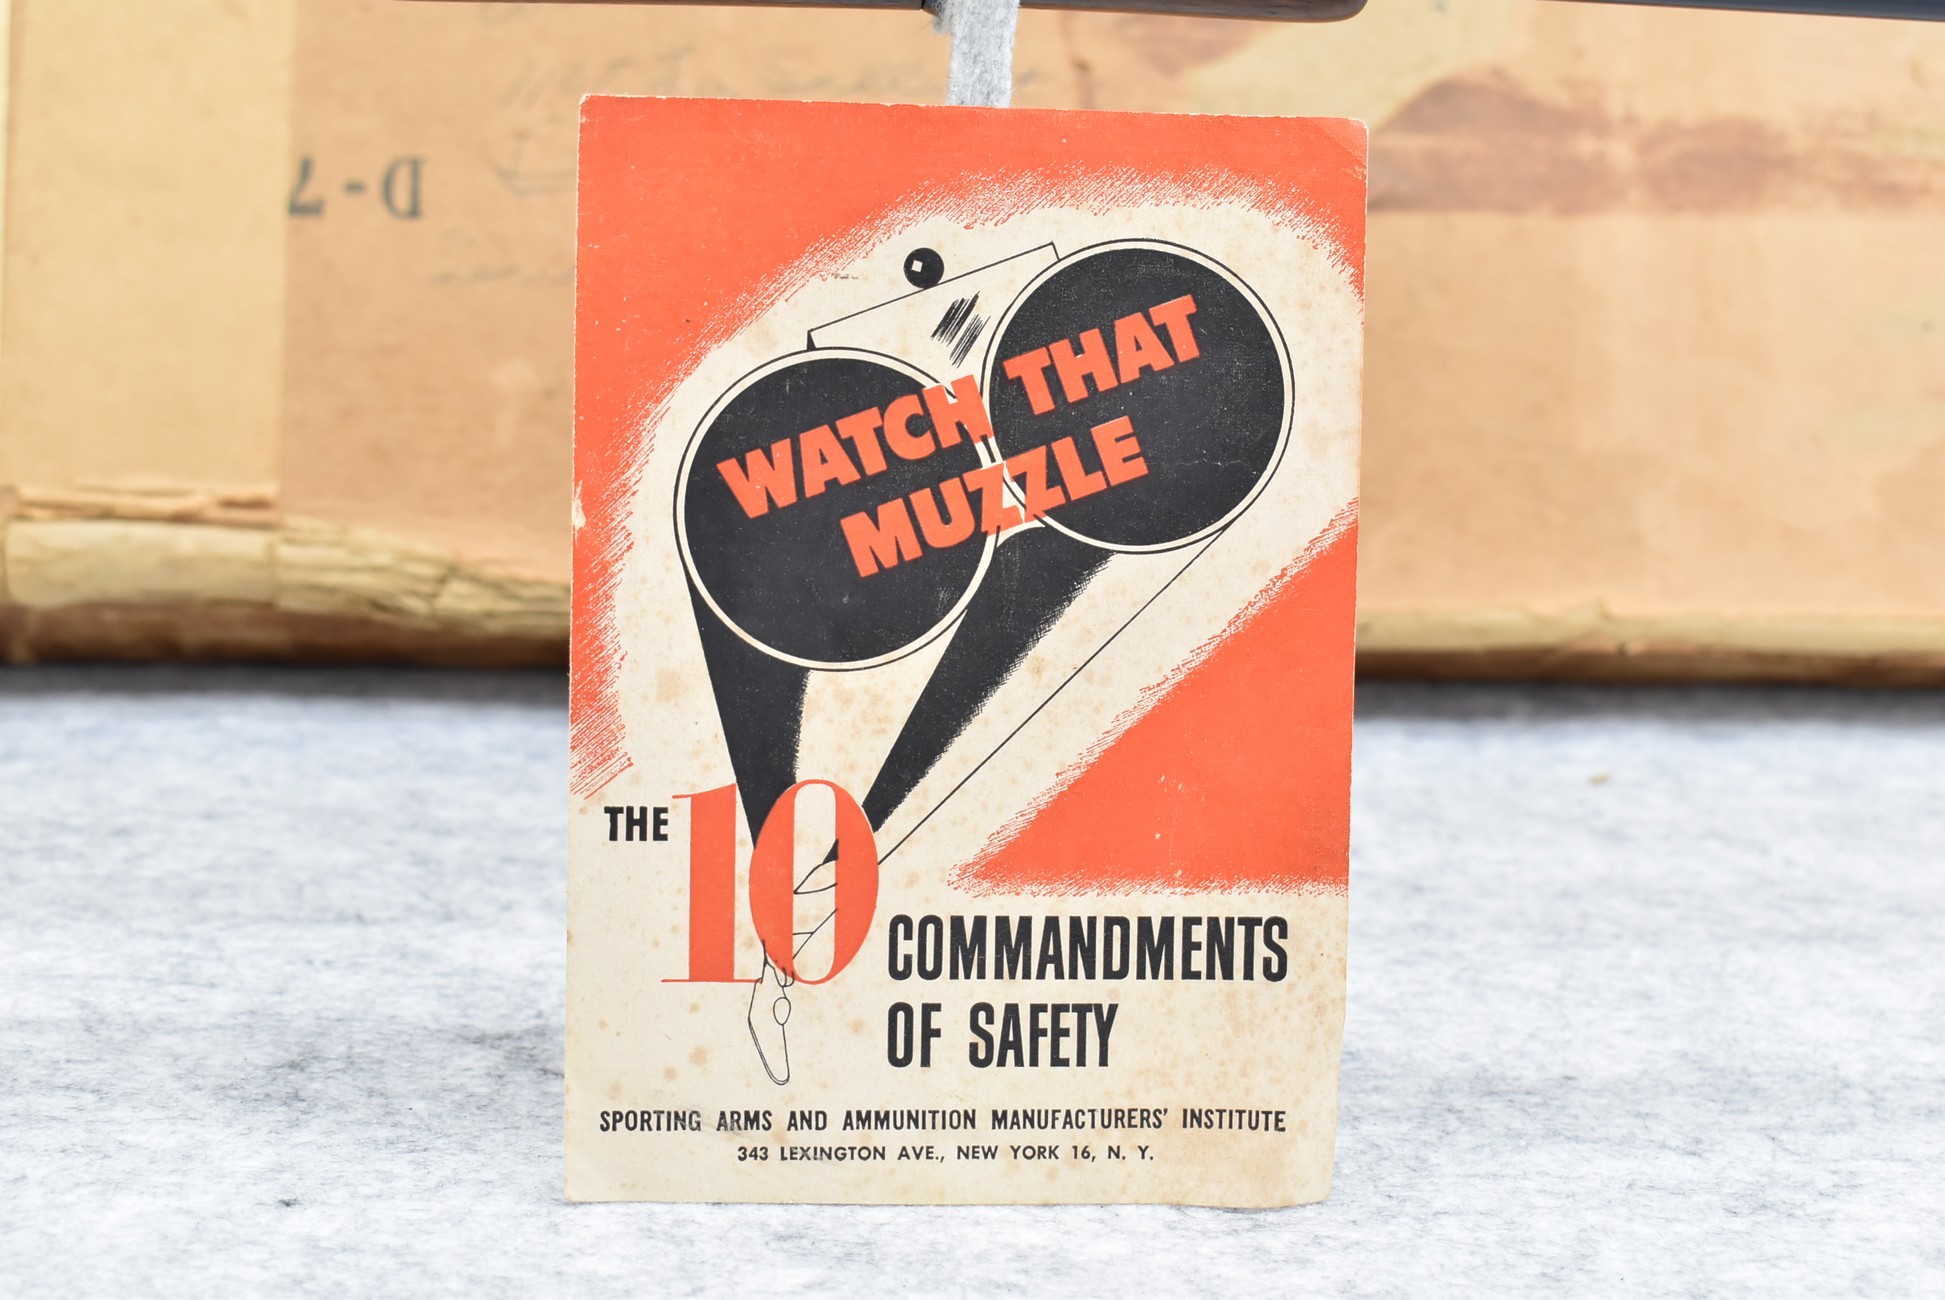 D-7
WATCH THAT
MUZZLE
THE 10
COMMANDMENTS
OF SAFETY
SPORTING ARMS AND AMMUNITION MANUFACTURERS' INSTITUTE
343 LEXINGTON AVE., NEW YORK 16, N. Y.